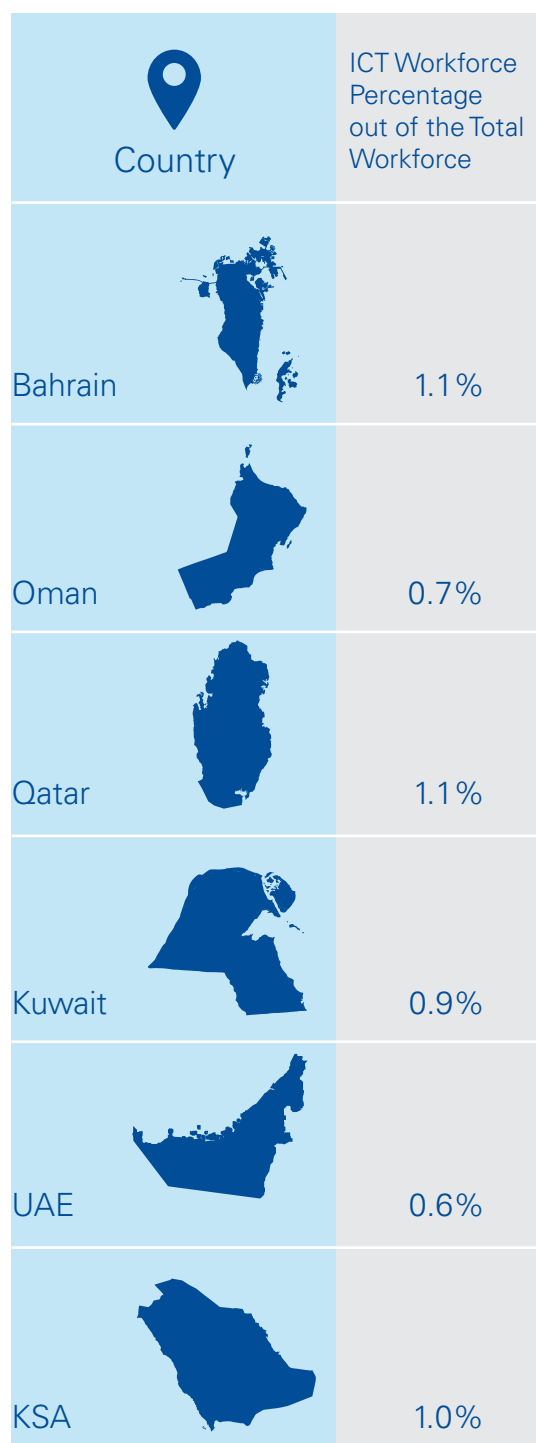 Country
ICT Workforce
Percentage
out of the Total
Workforce
Bahrain
1.1%
Oman
0.7%
Qatar
1.1%
Kuwait
0.9%
UAE
0.6%
KSA
1.0%